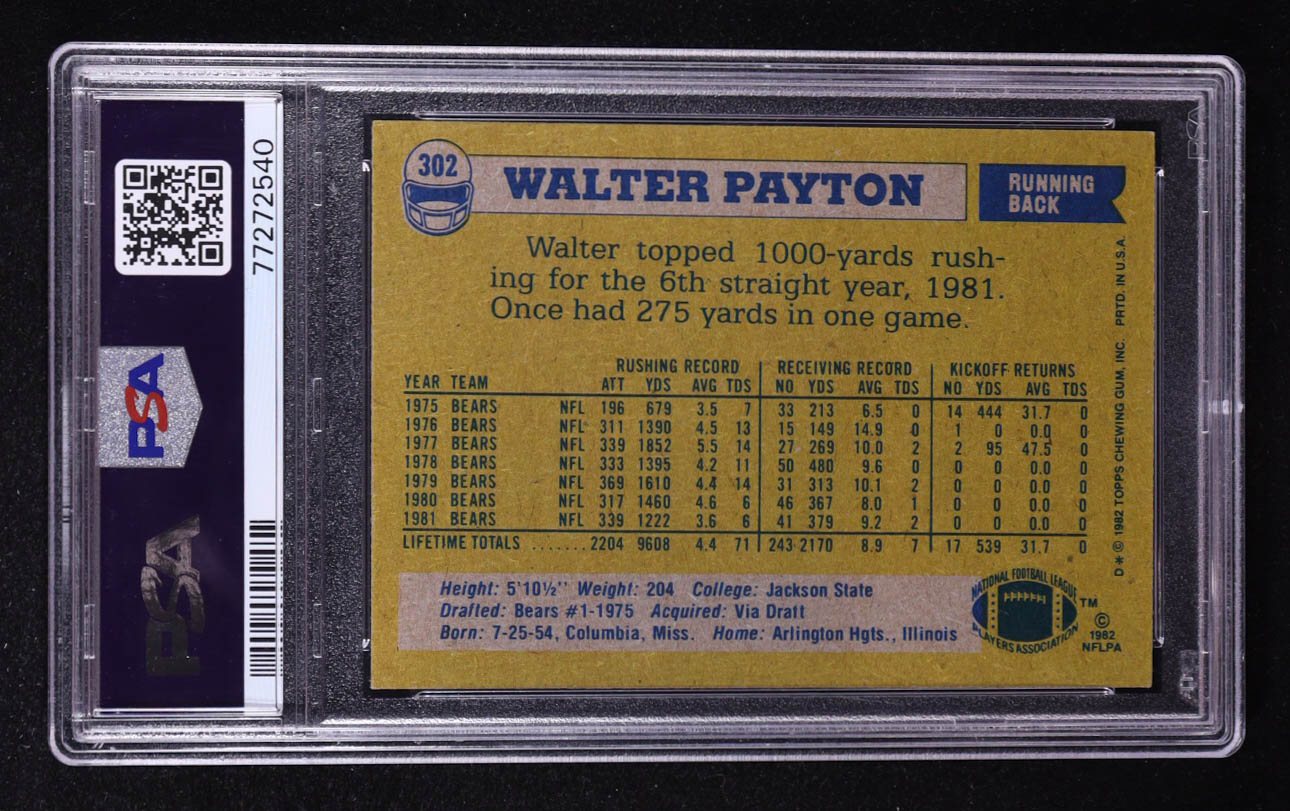 302 WALTER PAYTON RUNNING
BACK
Walter topped 1000-yards rush-
ing for the 6th straight year, 1981.
Once had 275 yards in one game.
RUSHING RECORD RECEIVING RECORD KICKOFF RETURNS
YEAR TEAM ATT YDS AVG TDS NO YDS AVG TDS NO YDS AVG TDS
1975 BEARS NFL 196 679 3.5 7 33 213 6.5 0 14 444 31.7 0
1976 BEARS NFL 311 1390 4.5 13 15 149 14.9 0 1 0 0.0 0
1977 BEARS NFL 339 1852 5.5 14 27 269 10.0 2 2 95 47.5 0
1978 BEARS NFL 333 1395 4.2 11 50 480 9.6 0 0 0 0.0 0
1979 BEARS NFL 369 1610 4.4 14 31 313 10.1 2 0 0 0.0 0
1980 BEARS NFL 317 1460 4.6 6 46 367 8.0 1 0 0 0.0 0
1981 BEARS NFL 339 1222 3.6 6 41 379 9.2 2 0 0 0.0 0
LIFETIME TOTALS ....... 2204 9608 4.4 71 243 2170 8.9 7 17 539 31.7 0
Height: 5'10½'' Weight: 204 College: Jackson State
Drafted: Bears #1-1975 Acquired: Via Draft
Born: 7-25-54, Columbia, Miss. Home: Arlington Hgts., Illinois
NATIONAL FOOTBALL LEAGUE
PLAYERS ASSOCIATION
TM
©
1982
NFLPA
D✱© 1982 TOPPS CHEWING GUM, INC. PRTD. IN U.S.A.
77272540
PSA
PSA